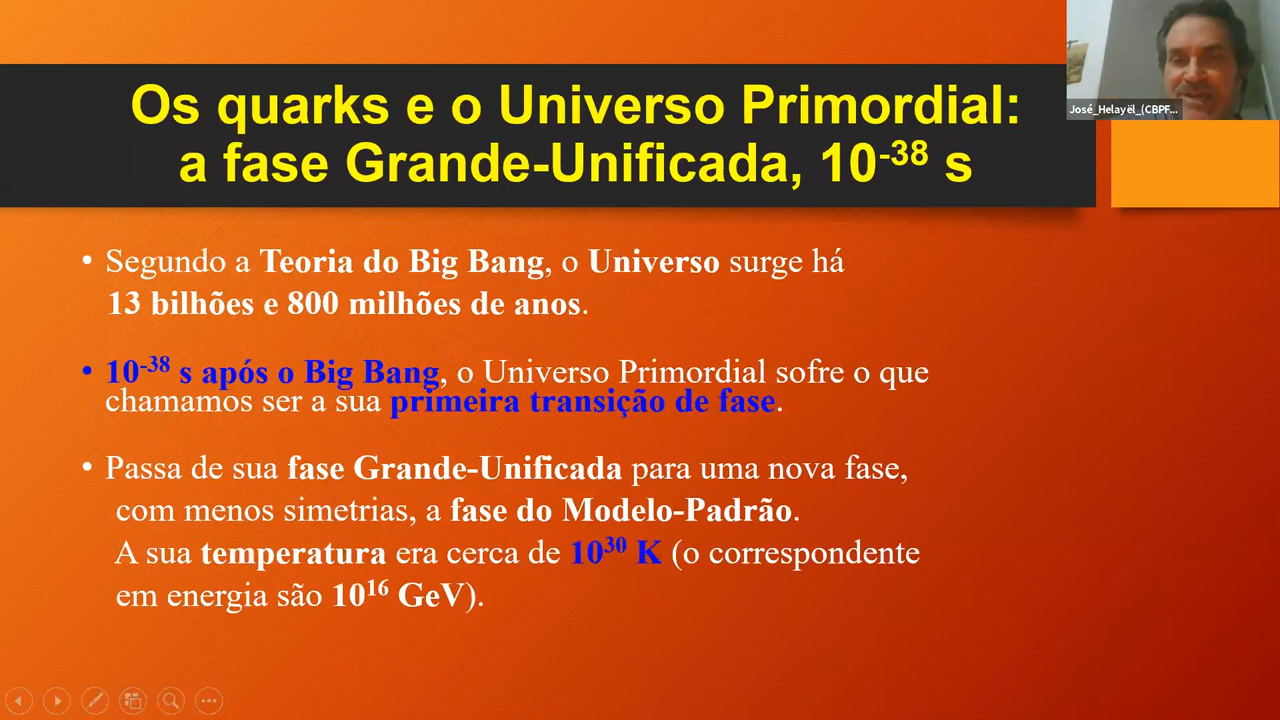 Os quarks e o Universo Primordial:
a fase Grande-Unificada, 10⁻³⁸ s
José_Helayël_(CBPF...
• Segundo a Teoria do Big Bang, o Universo surge há
13 bilhões e 800 milhões de anos.
• 10⁻³⁸ s após o Big Bang, o Universo Primordial sofre o que
chamamos ser a sua primeira transição de fase.
• Passa de sua fase Grande-Unificada para uma nova fase,
com menos simetrias, a fase do Modelo-Padrão.
A sua temperatura era cerca de 10³⁰ K (o correspondente
em energia são 10¹⁶ GeV).